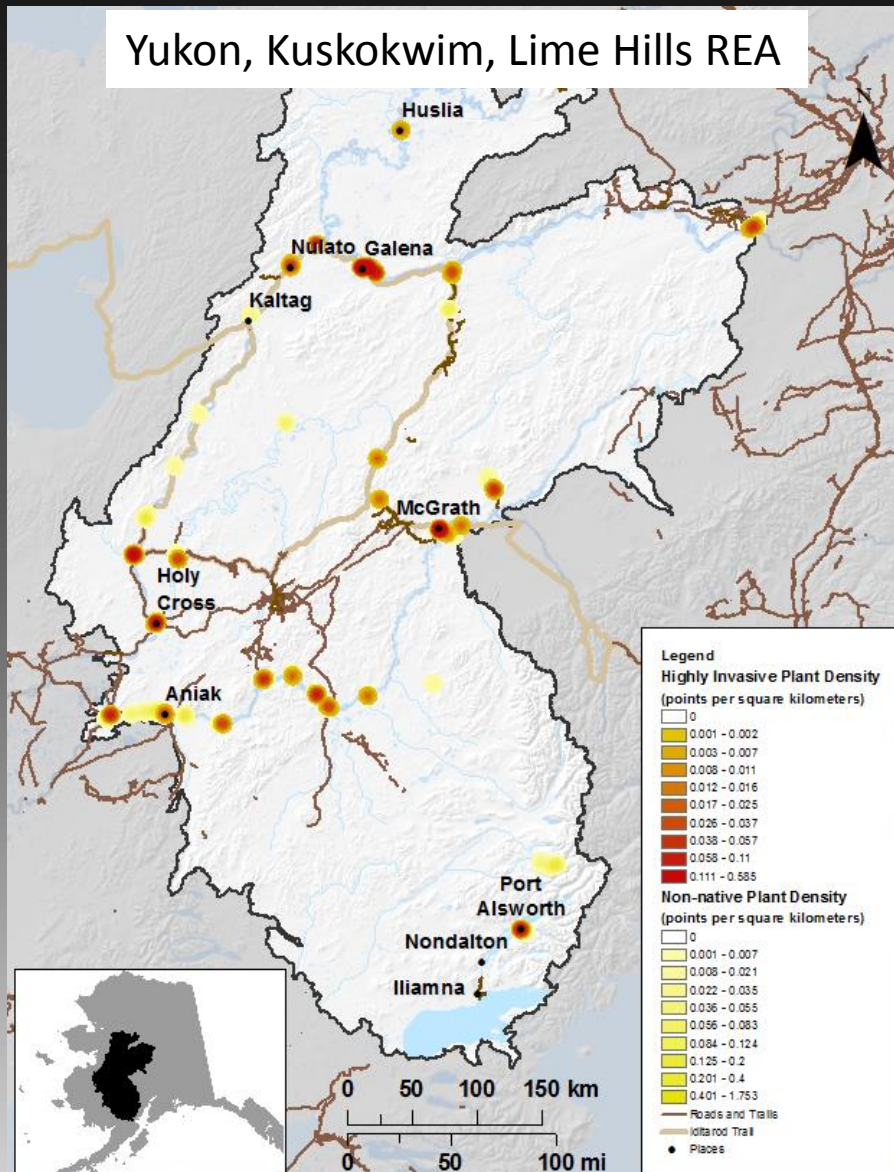 Yukon, Kuskokwim, Lime Hills REA
N
Huslia
Nulato
Galena
Kaltag
McGrath
Holy
Cross
Aniak
Port
Alsworth
Nondalton
Iliamna
0 50 100 150 km
0 50 100 mi
Legend
Highly Invasive Plant Density
(points per square kilometers)
0
0.001 - 0.002
0.003 - 0.007
0.008 - 0.011
0.012 - 0.016
0.017 - 0.025
0.026 - 0.037
0.038 - 0.057
0.058 - 0.11
0.111 - 0.585
Non-native Plant Density
(points per square kilometers)
0
0.001 - 0.007
0.008 - 0.021
0.022 - 0.035
0.036 - 0.055
0.056 - 0.083
0.084 - 0.124
0.125 - 0.2
0.201 - 0.4
0.401 - 1.753
Roads and Trails
Iditarod Trail
Places